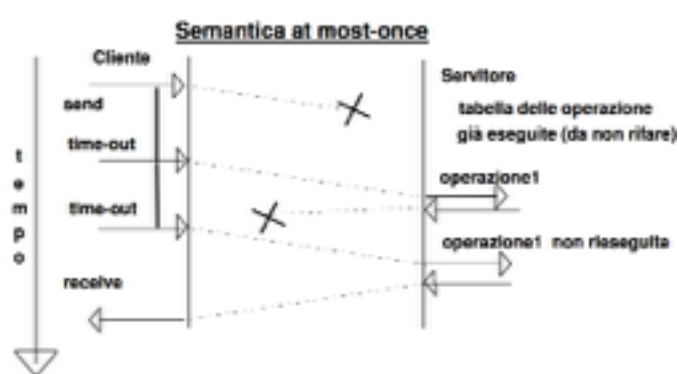 Semantica at most-once
Cliente
Servitore
send
tabella delle operazione
già eseguite (da non rifare)
time-out
operazione1
time-out
operazione1 non rieseguita
receive
tempo